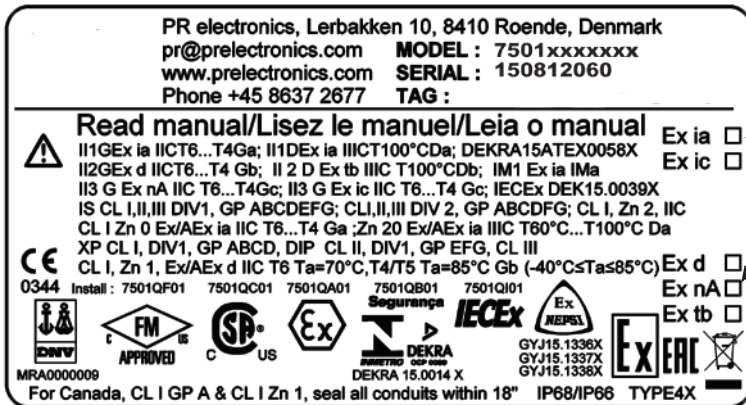 PR electronics, Lerbakken 10, 8410 Roende, Denmark
pr@prelectronics.com MODEL : 7501xxxxxxx
www.prelectronics.com SERIAL : 150812060
Phone +45 8637 2677 TAG :
Read manual/Lisez le manuel/Leia o manual
II1GEx ia IICT6...T4Ga; II1DEx ia IIICT100°CDa; DEKRA15ATEX0058X
II2GEx d IICT6...T4 Gb; II 2 D Ex tb IIIC T100°CDb; IM1 Ex ia IMa
II3 G Ex nA IIC T6...T4Gc; II3 G Ex ic IIC T6...T4 Gc; IECEx DEK15.0039X
IS CL I,II,III DIV1, GP ABCDEFG; CLI,II,III DIV 2, GP ABCDFG; CL I, Zn 2, IIC
CL I Zn 0 Ex/AEx ia IIC T6...T4 Ga ;Zn 20 Ex/AEx ia IIIC T60°C...T100°C Da
XP CL I, DIV1, GP ABCD, DIP CL II, DIV1, GP EFG, CL III
CL I, Zn 1, Ex/AEx d IIC T6 Ta=70°C,T4/T5 Ta=85°C Gb (-40°C≤Ta≤85°C)
Ex ia
Ex ic
Ex d
Ex nA
Ex tb
CE
0344 Install : 7501QF01 7501QC01 7501QA01 7501QB01 7501QI01
DNV
MRA0000009
C FM US
APPROVED
CSA®
C US
Ex
Segurança
INMETRO
DEKRA
OCP 0089
DEKRA 15.0014 X
IECEx
Ex
NEPSI
GYJ15.1336X
GYJ15.1337X
GYJ15.1338X
Ex
EAC
For Canada, CL I GP A & CL I Zn 1, seal all conduits within 18" IP68/IP66 TYPE4X